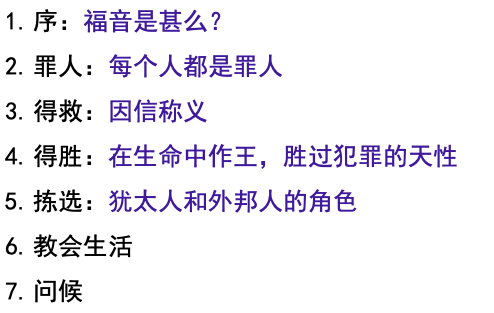 1. 序：福音是甚么？
2. 罪人：每个人都是罪人
3. 得救：因信称义
4. 得胜：在生命中作王，胜过犯罪的天性
5. 拣选：犹太人和外邦人的角色
6. 教会生活
7. 问候